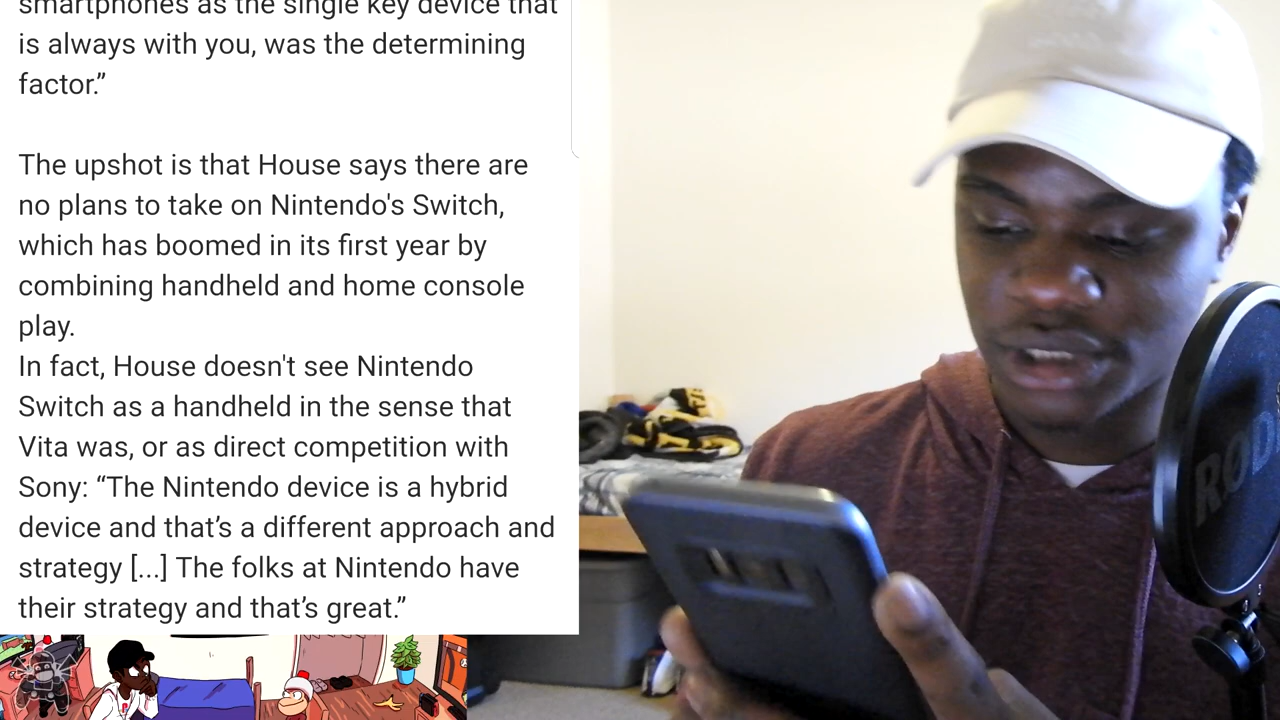 smartphones as the single key device that
is always with you, was the determining
factor.”
The upshot is that House says there are
no plans to take on Nintendo's Switch,
which has boomed in its first year by
combining handheld and home console
play.
In fact, House doesn't see Nintendo
Switch as a handheld in the sense that
Vita was, or as direct competition with
Sony: “The Nintendo device is a hybrid
device and that’s a different approach and
strategy [...] The folks at Nintendo have
their strategy and that’s great.”
ROD